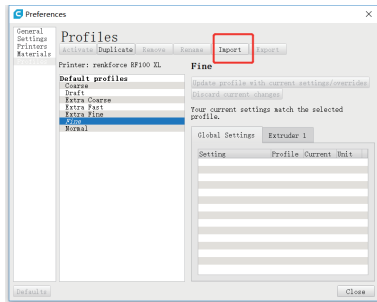 Preferences
General
Settings
Printers
Materials
Profiles
Activate Duplicate Remove Rename Import Export
Printer: renkforce RF100 XL
Default profiles
Coarse
Draft
Extra Coarse
Extra Fast
Extra Fine
Fine
Normal
Fine
Update profile with current settings/overrides
Discard current changes
Your current settings match the selected
profile.
Global Settings Extruder 1
Setting Profile Current Unit
Defaults Close